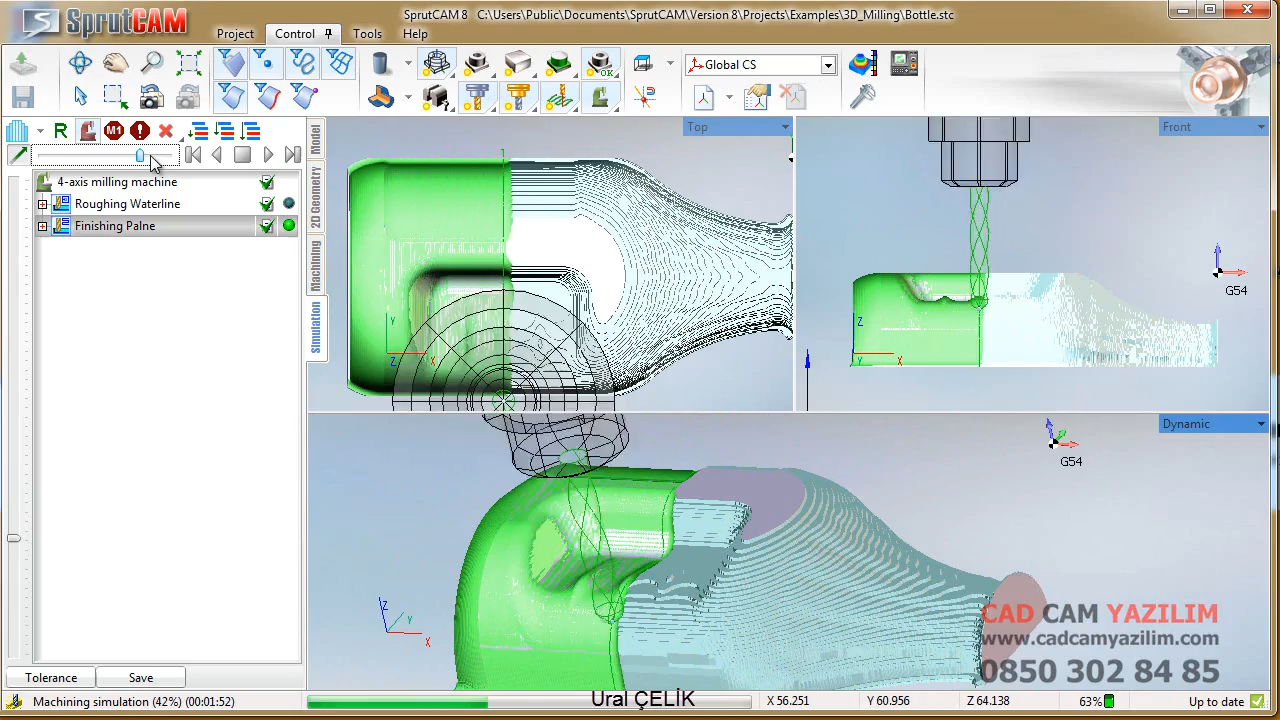 SprutCAM
SprutCAM 8 C:\Users\Public\Documents\SprutCAM\Version 8\Projects\Examples\3D_Milling\Bottle.stc
Project
Control
Tools
Help
OK
Global CS
R
M1
4-axis milling machine
Roughing Waterline
Finishing Palne
Model
2D Geometry
Machining
Simulation
Top
Y
Z
X
Front
Z
Y
X
G54
Dynamic
G54
Z
Y
X
CAD CAM YAZILIM
www.cadcamyazilim.com
0850 302 84 85
Tolerance
Save
Machining simulation (42%) (00:01:52)
Ural ÇELİK
X 56.251
Y 60.956
Z 64.138
63%
Up to date